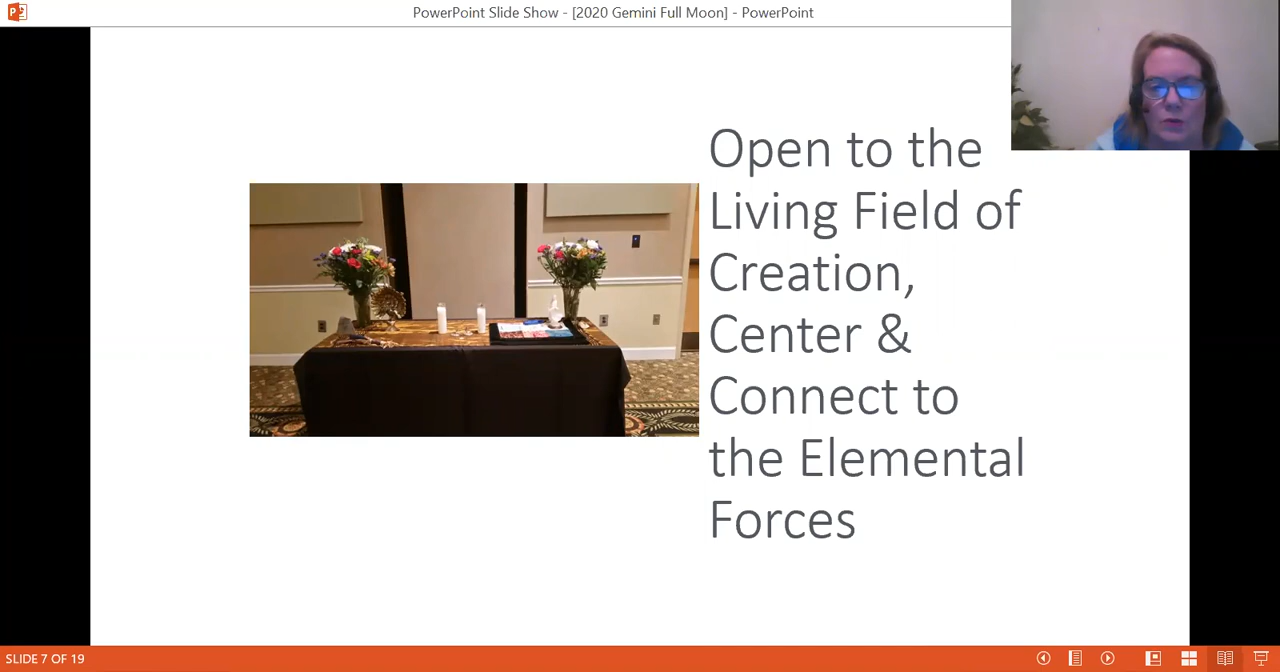 PowerPoint Slide Show - [2020 Gemini Full Moon] - PowerPoint
Open to the
Living Field of
Creation,
Center &
Connect to
the Elemental
Forces
SLIDE 7 OF 19